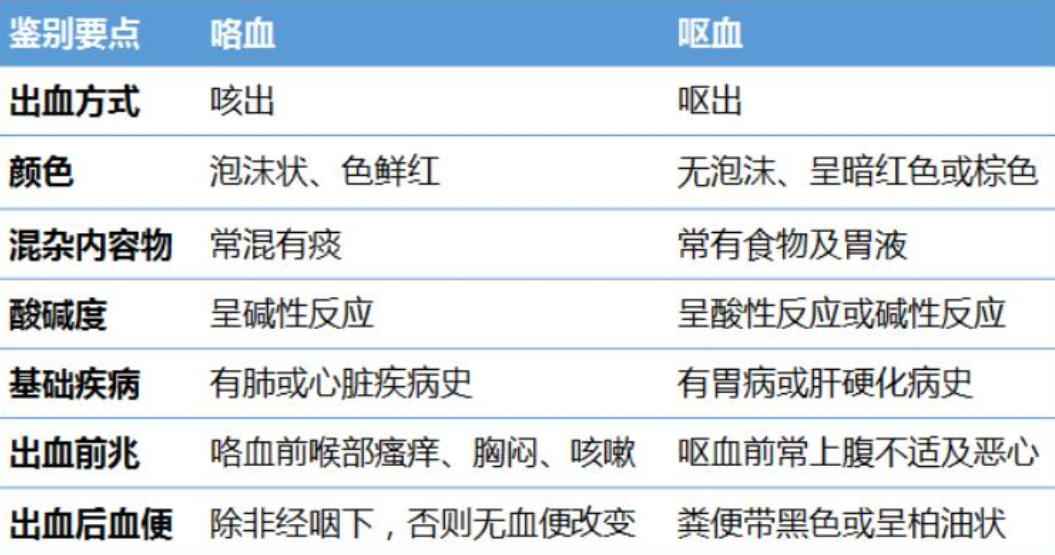 鉴别要点 咯血 呕血
出血方式 咳出 呕出
颜色 泡沫状、色鲜红 无泡沫、呈暗红色或棕色
混杂内容物 常混有痰 常有食物及胃液
酸碱度 呈碱性反应 呈酸性反应或碱性反应
基础疾病 有肺或心脏疾病史 有胃病或肝硬化病史
出血前兆 咯血前喉部瘙痒、胸闷、咳嗽 呕血前常上腹不适及恶心
出血后血便 除非经咽下，否则无血便改变 粪便带黑色或呈柏油状